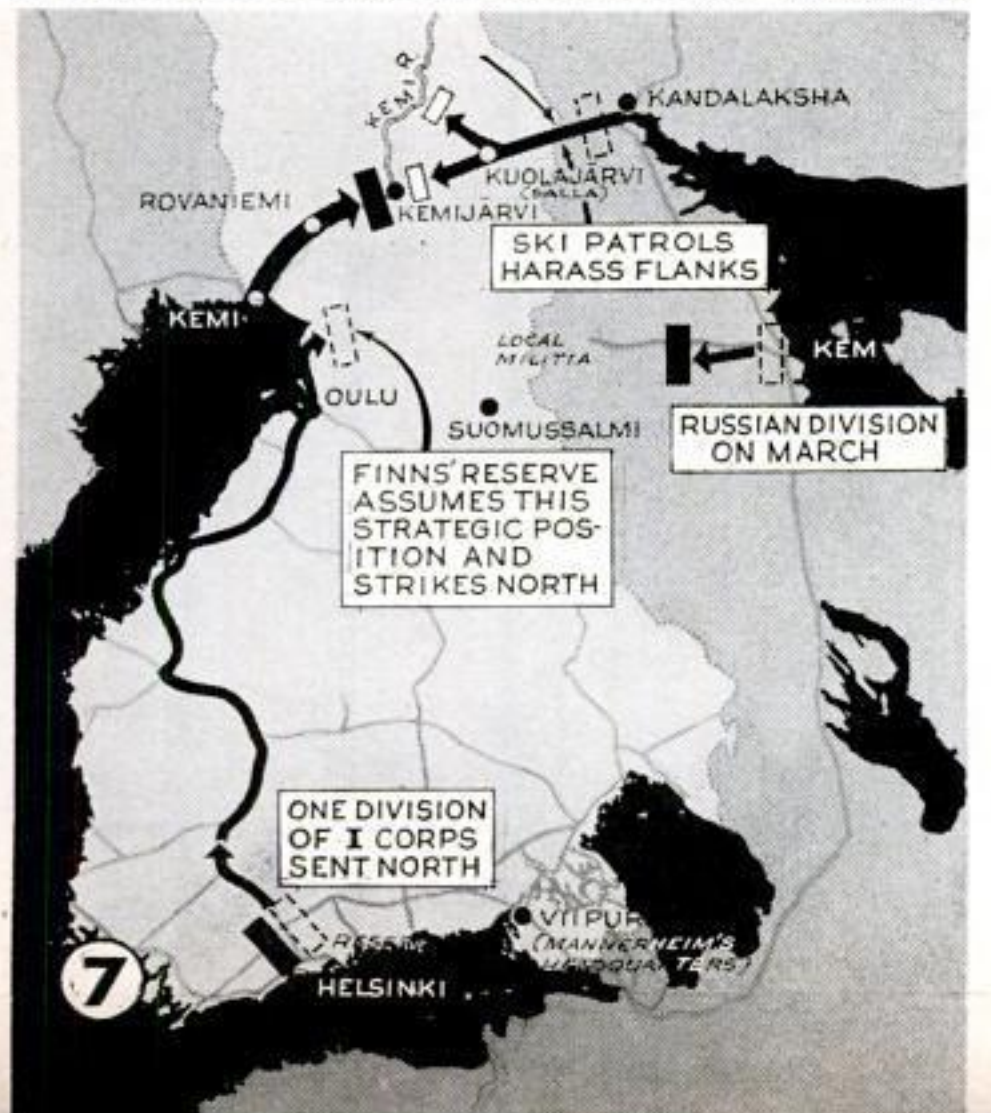 KEMI R
KANDALAKSHA
KUOLAJÄRVI
(SALLA)
ROVANIEMI
KEMIJÄRVI
SKI PATROLS
HARASS FLANKS
KEMI
LOCAL
MILITIA
KEM
OULU
SUOMUSSALMI
RUSSIAN DIVISION
ON MARCH
FINNS' RESERVE
ASSUMES THIS
STRATEGIC POS-
ITION AND
STRIKES NORTH
ONE DIVISION
OF I CORPS
SENT NORTH
RESERVE
VIIPURI
(MANNERHEIM'S
HEADQUARTERS)
7
HELSINKI